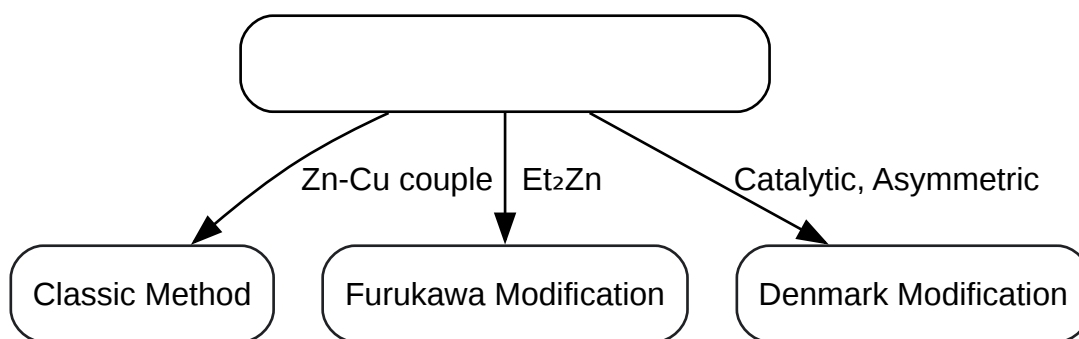 Zn-Cu couple
Et₂Zn
Catalytic, Asymmetric
Classic Method
Furukawa Modification
Denmark Modification